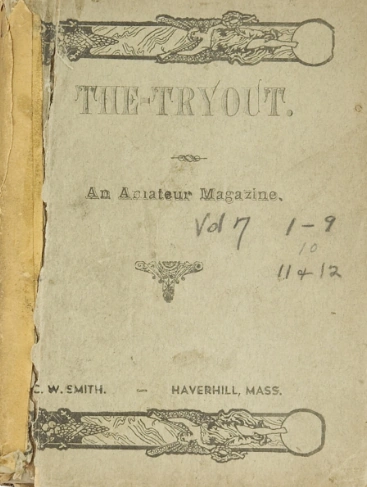 THE-TRYOUT.
An Amateur Magazine.
Vol 7 1-9
10
11 & 12
C. W. SMITH. — HAVERHILL, MASS.